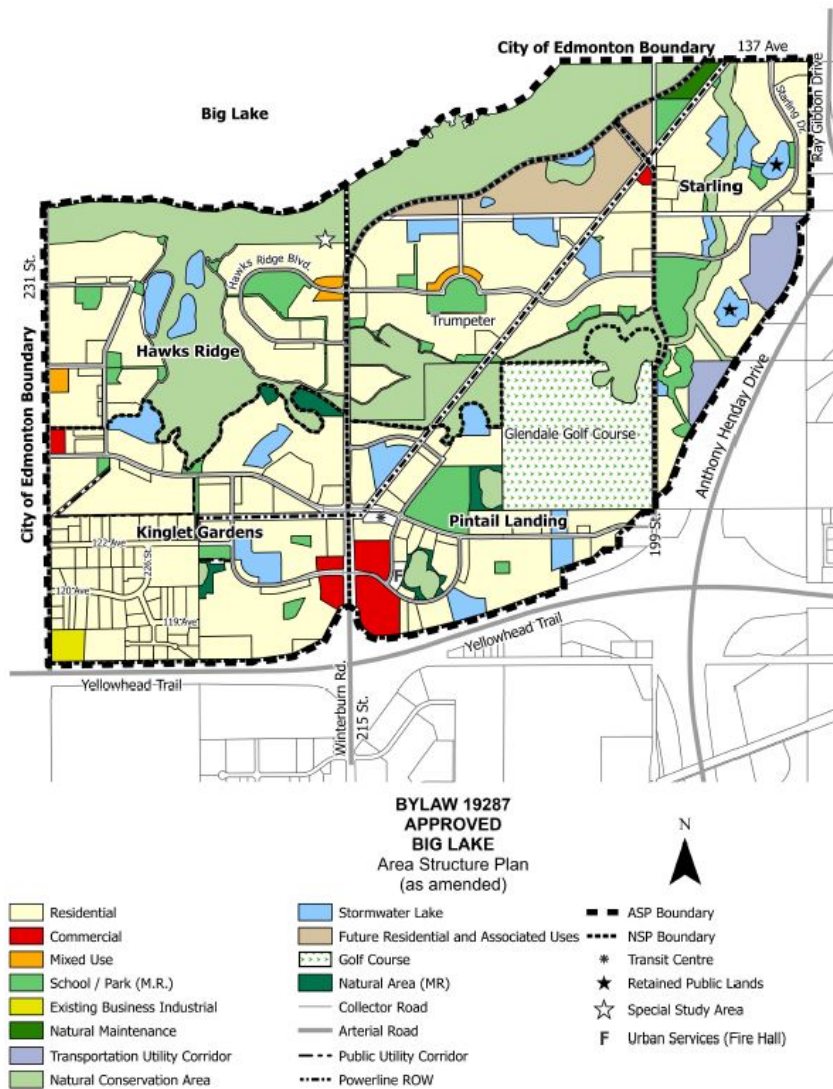 City of Edmonton Boundary
137 Ave
Ray Gibbon Drive
Starling Dr.
Big Lake
Starling
231 St.
Hawks Ridge Blvd.
Trumpeter
Hawks Ridge
City of Edmonton Boundary
Glendale Golf Course
Anthony Henday Drive
Kinglet Gardens
Pintail Landing
199 St.
122 Ave
226 St.
F
120 Ave
119 Ave
Yellowhead Trail
Yellowhead Trail
Winterburn Rd.
215 St.
BYLAW 19287
APPROVED
BIG LAKE
Area Structure Plan
(as amended)
N
Residential
Commercial
Mixed Use
School / Park (M.R.)
Existing Business Industrial
Natural Maintenance
Transportation Utility Corridor
Natural Conservation Area
Stormwater Lake
Future Residential and Associated Uses
Golf Course
Natural Area (MR)
Collector Road
Arterial Road
Public Utility Corridor
Powerline ROW
ASP Boundary
NSP Boundary
Transit Centre
Retained Public Lands
Special Study Area
F Urban Services (Fire Hall)